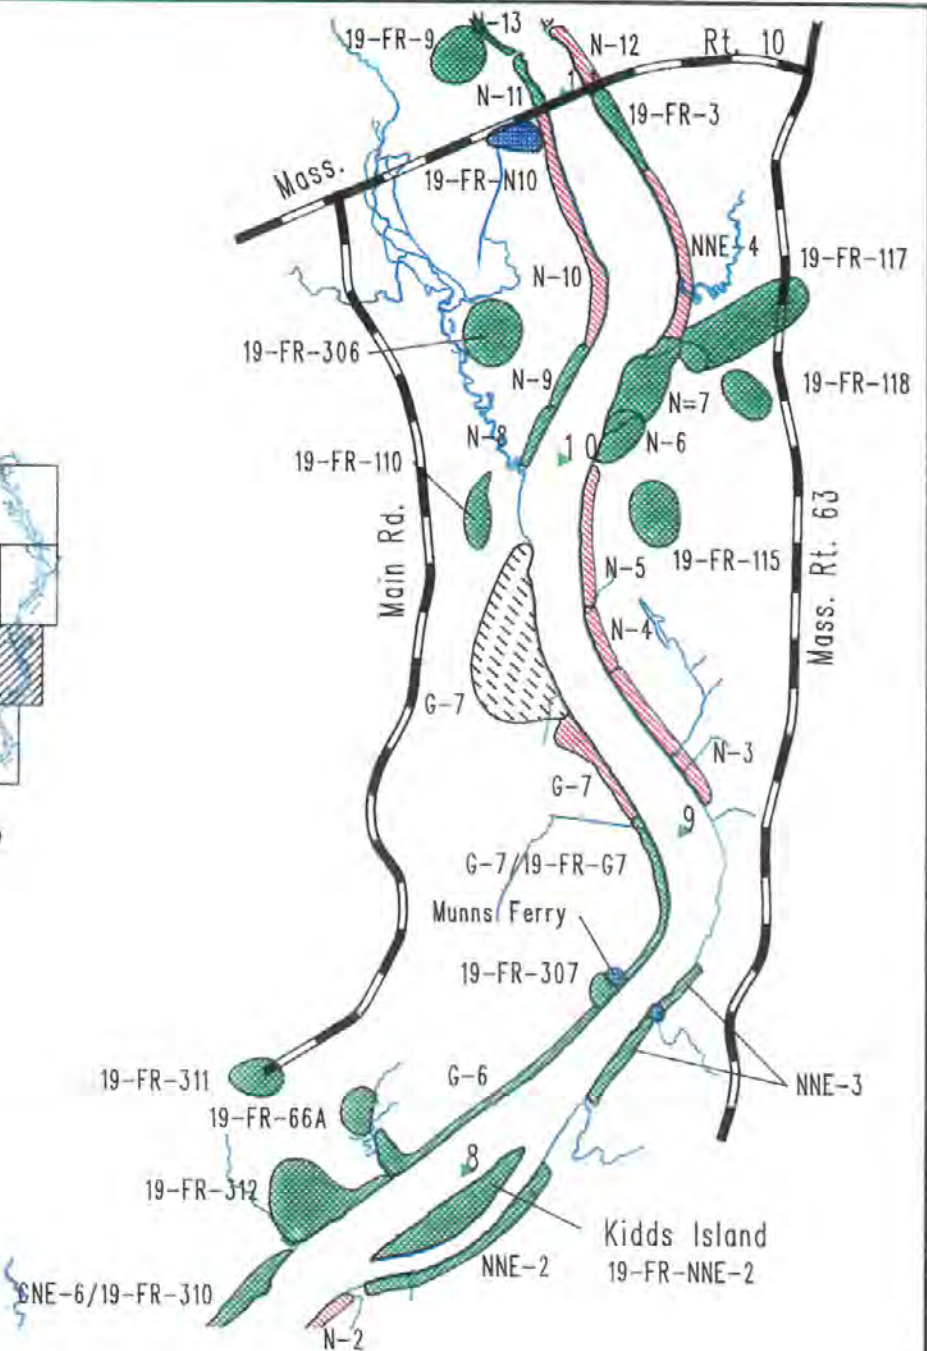 N-13
19-FR-9
N-12
Rt. 10
N-11
1
19-FR-3
Mass.
19-FR-N10
NNE-4
19-FR-117
N-10
19-FR-306
N-9
19-FR-118
N=7
N-8
10
N-6
19-FR-110
Main Rd.
N-5
19-FR-115
Mass. Rt. 63
N-4
G-7
N-3
G-7
9
G-7/19-FR-G7
Munns Ferry
19-FR-307
19-FR-311
G-6
NNE-3
19-FR-66A
8
19-FR-312
Kidds Island
19-FR-NNE-2
NNE-2
CNE-6/19-FR-310
N-2